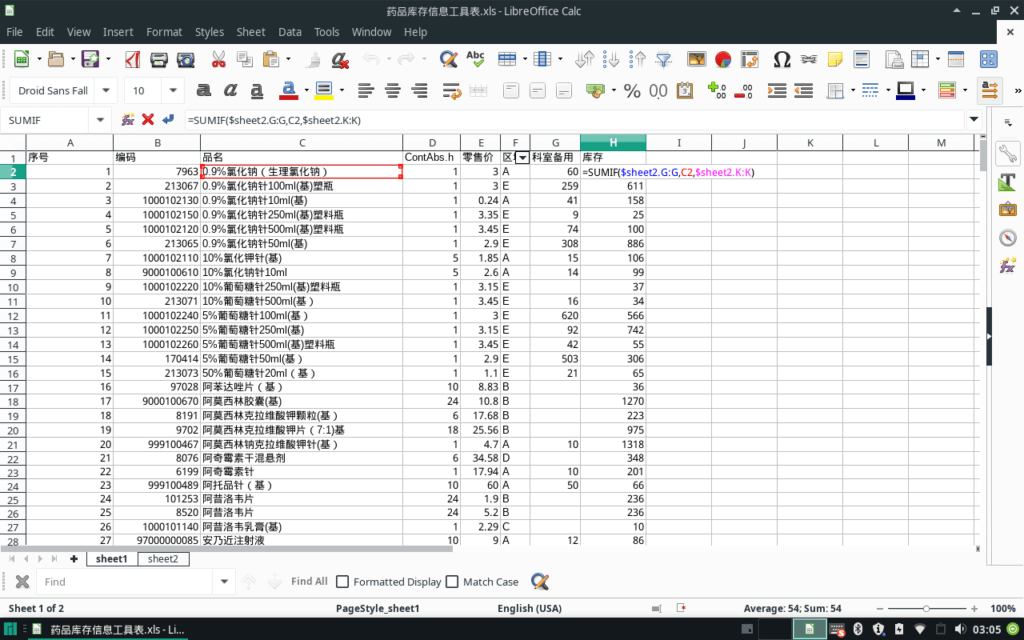 药品库存信息工具表.xls - LibreOffice Calc
File Edit View Insert Format Styles Sheet Data Tools Window Help
Droid Sans Fall 10
SUMIF =SUMIF($sheet2.G:G,C2,$sheet2.K:K)
A B C D E F G H I J K L M
1 序号 编码 品名 ContAbs.h 零售价 科室备用 库存
2 1 7963 0.9%氯化钠（生理氯化钠） 1 3 A 60 =SUMIF($sheet2.G:G,C2,$sheet2.K:K)
3 2 213067 0.9%氯化钠针100ml(基)塑瓶 1 3 E 259 611
4 3 1000102130 0.9%氯化钠针10ml(基) 1 0.24 A 41 158
5 4 1000102150 0.9%氯化钠针250ml(基)塑料瓶 1 3.35 E 9 25
6 5 1000102120 0.9%氯化钠针500ml(基)塑料瓶 1 3.45 E 74 100
7 6 213065 0.9%氯化钠针50ml(基) 1 2.9 E 308 886
8 7 1000102110 10%氯化钾针(基) 5 1.85 A 15 106
9 8 9000100610 10%氯化钠针10ml 5 2.6 A 14 99
10 9 1000102220 10%葡萄糖针250ml(基)塑料瓶 1 3.15 E 37
11 10 213071 10%葡萄糖针500ml(基） 1 3.45 E 16 34
12 11 1000102240 5%葡萄糖针100ml(基） 1 3 E 620 566
13 12 1000102250 5%葡萄糖针250ml(基) 1 3.15 E 92 742
14 13 1000102260 5%葡萄糖针500ml(基)塑料瓶 1 3.45 E 42 55
15 14 170414 5%葡萄糖针50ml(基） 1 2.9 E 503 306
16 15 213073 50%葡萄糖针20ml（基） 1 1.1 E 21 65
17 16 97028 阿苯达唑片（基） 10 8.83 B 36
18 17 9000100670 阿莫西林胶囊(基) 24 10.8 B 1270
19 18 8191 阿莫西林克拉维酸钾颗粒(基） 6 17.68 B 223
20 19 9702 阿莫西林克拉维酸钾片（7:1)基 18 25.56 B 975
21 20 999100467 阿莫西林钠克拉维酸钾针(基） 1 4.7 A 10 1318
22 21 8076 阿奇霉素干混悬剂 6 34.58 D 348
23 22 6199 阿奇霉素针 1 17.94 A 10 201
24 23 999100489 阿托品针（基） 10 60 A 50 66
25 24 101253 阿昔洛韦片 24 1.9 B 236
26 25 8520 阿昔洛韦片 24 5.2 B 236
27 26 1000101140 阿昔洛韦乳膏(基) 1 2.29 C 10
28 27 97000000085 安乃近注射液 10 9 A 12 86
sheet1 sheet2
Find Find All Formatted Display Match Case
Sheet 1 of 2 PageStyle_sheet1 English (USA) Average: 54; Sum: 54 100%
药品库存信息工具表.xls - Li... 03:05